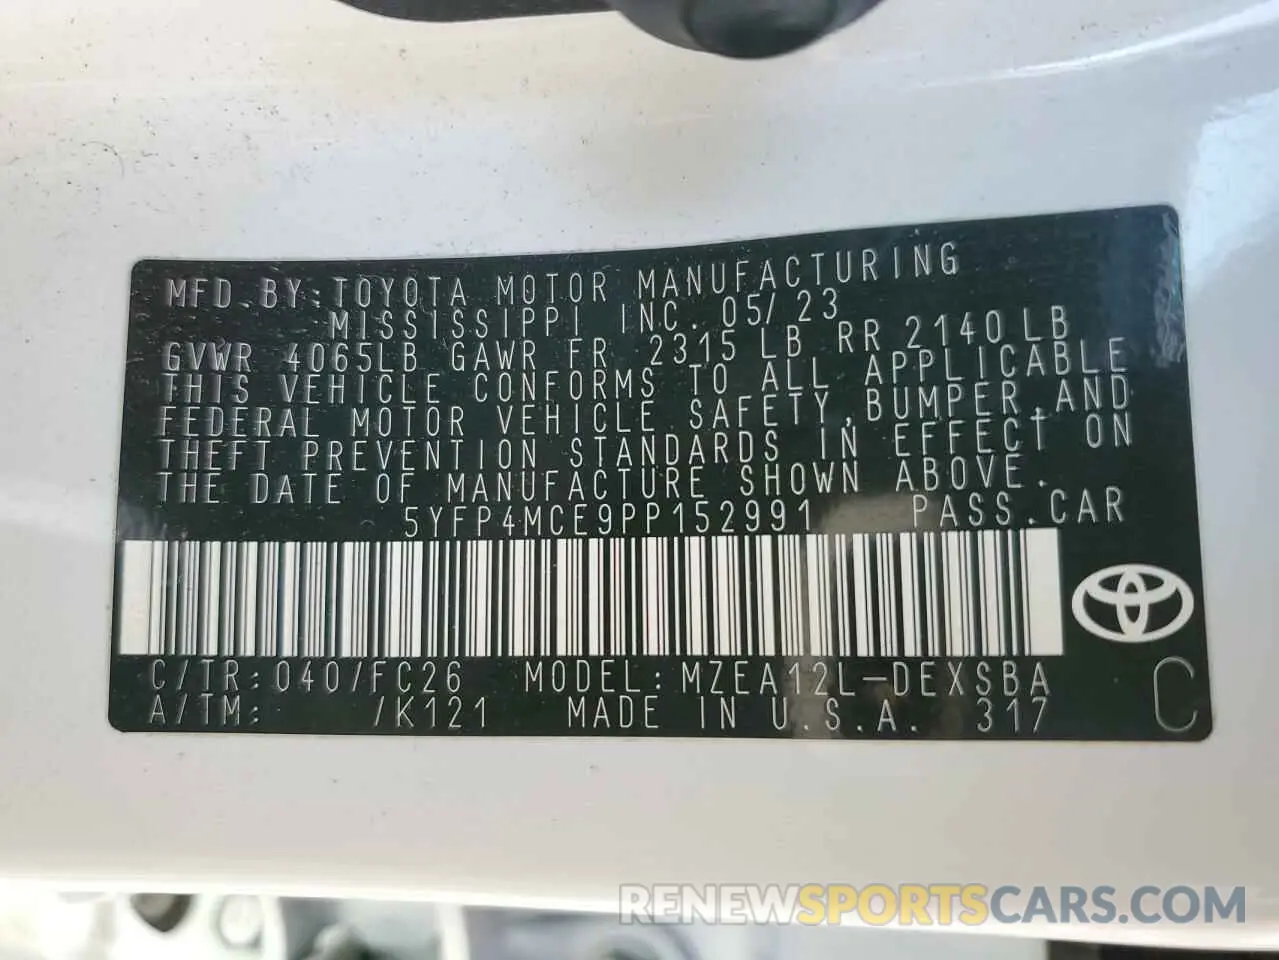 MFD.BY:TOYOTA MOTOR MANUFACTURING
MISSISSIPPI INC. 05/23
GVWR 4065LB GAWR FR 2315 LB RR 2140LB
THIS VEHICLE CONFORMS TO ALL APPLICABLE
FEDERAL MOTOR VEHICLE SAFETY,BUMPER,AND
THEFT PREVENTION STANDARDS IN EFFECT ON
THE DATE OF MANUFACTURE SHOWN ABOVE.
5YFP4MCE9PP152991 PASS.CAR
C/TR:040/FC26 MODEL:MZEA12L-DEXSBA
A/TM: /K121 MADE IN U.S.A. 317 C
RENEWSPORTSCARS.COM